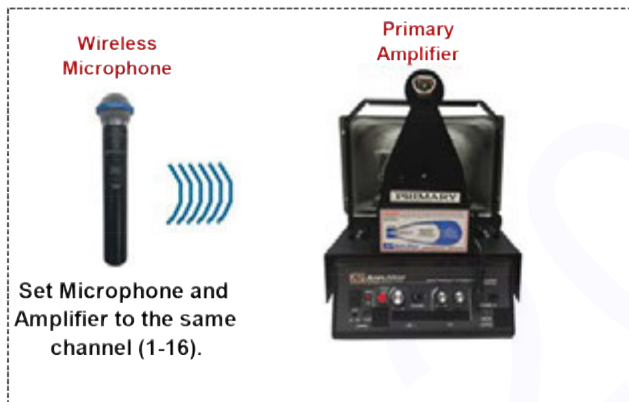 Wireless
Microphone
Primary
Amplifier
PRIMARY
Set Microphone and
Amplifier to the same
channel (1-16).